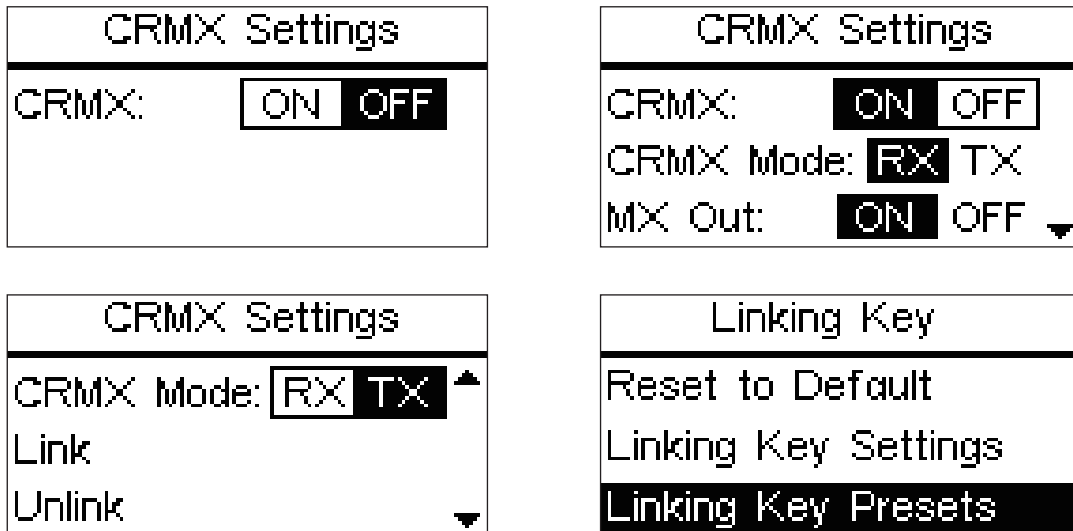 CRMX Settings
CRMX: ON OFF
CRMX Settings
CRMX: ON OFF
CRMX Mode: RX TX
MX Out: ON OFF
CRMX Settings
CRMX Mode: RX TX
Link
Unlink
Linking Key
Reset to Default
Linking Key Settings
Linking Key Presets